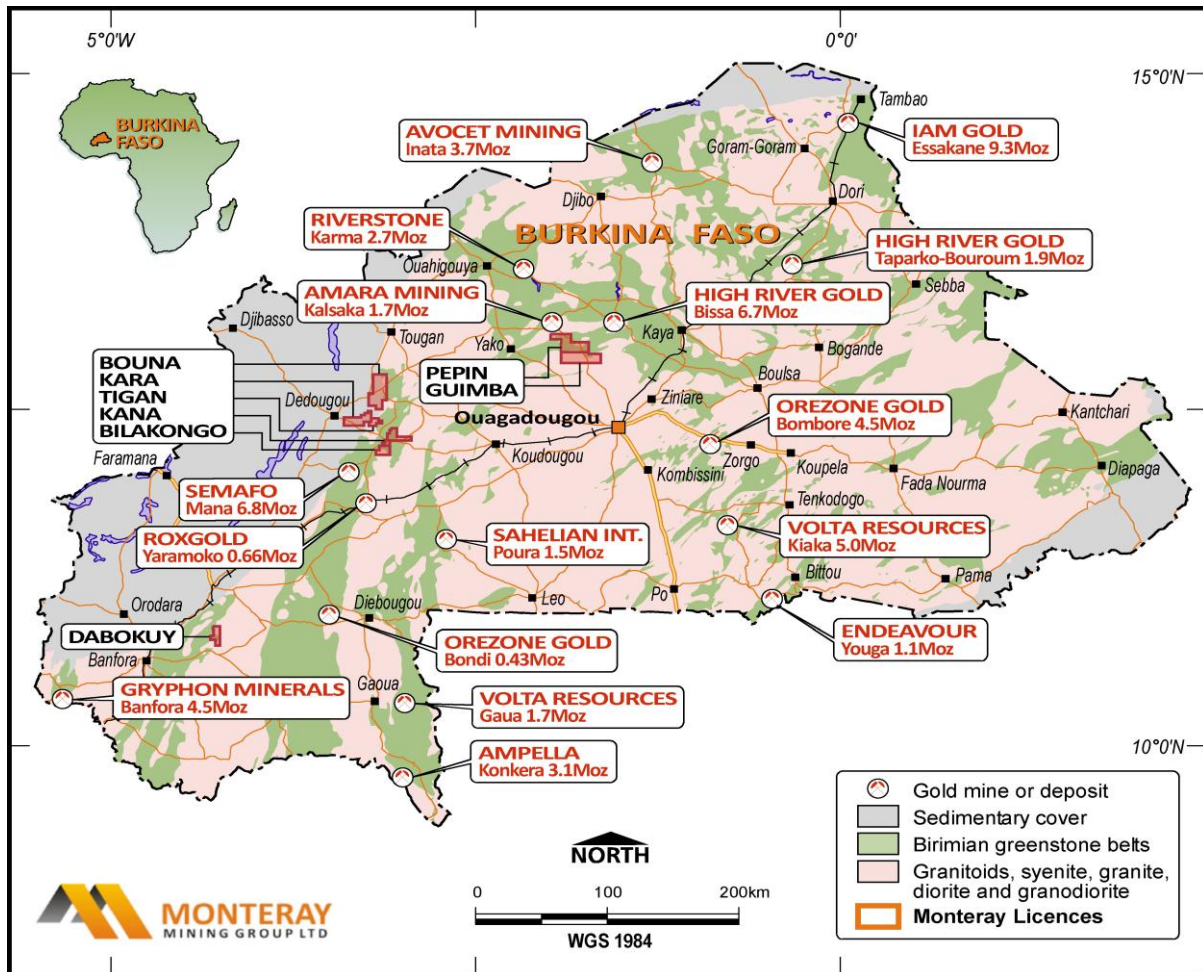 5°0'W
0°0'
15°0'N
BURKINA
FASO
AVOCET MINING
Inata 3.7Moz
Tambao
IAM GOLD
Essakane 9.3Moz
Goram-Goram
Djibo
Dori
RIVERSTONE
Karma 2.7Moz
BURKINA FASO
HIGH RIVER GOLD
Taparko-Bouroum 1.9Moz
Ouahigouya
Sebba
AMARA MINING
Kalsaka 1.7Moz
HIGH RIVER GOLD
Bissa 6.7Moz
Djibasso
Tougan
Yako
Kaya
Bogande
BOUNA
KARA
TIGAN
KANA
BILAKONGO
PEPIN
GUIMBA
Boulsa
Dedougou
Ziniare
Ouagadougou
Kantchari
OREZONE GOLD
Bombore 4.5Moz
Koudougou
Zorgo
Koupela
Faramana
Kombissini
Fada Nourma
Diapaga
SEMAFO
Mana 6.8Moz
Tenkodogo
ROXGOLD
Yaramoko 0.66Moz
SAHELIAN INT.
Poura 1.5Moz
VOLTA RESOURCES
Kiaka 5.0Moz
Bittou
Pama
Orodara
Diebougou
Leo
Po
DABOKUY
Banfora
OREZONE GOLD
Bondi 0.43Moz
ENDEAVOUR
Youga 1.1Moz
GRYPHON MINERALS
Banfora 4.5Moz
Gaoua
VOLTA RESOURCES
Gaua 1.7Moz
AMPELLA
Konkera 3.1Moz
10°0'N
Gold mine or deposit
Sedimentary cover
Birimian greenstone belts
Granitoids, syenite, granite,
diorite and granodiorite
Monteray Licences
NORTH
0 100 200km
WGS 1984
MONTERAY
MINING GROUP LTD